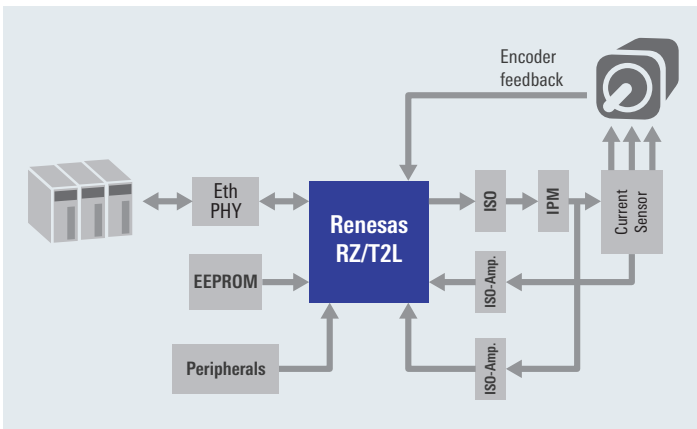 Encoder
feedback
Eth
PHY
Renesas
RZ/T2L
ISO
IPM
Current
Sensor
EEPROM
ISO-Amp.
Peripherals
ISO-Amp.